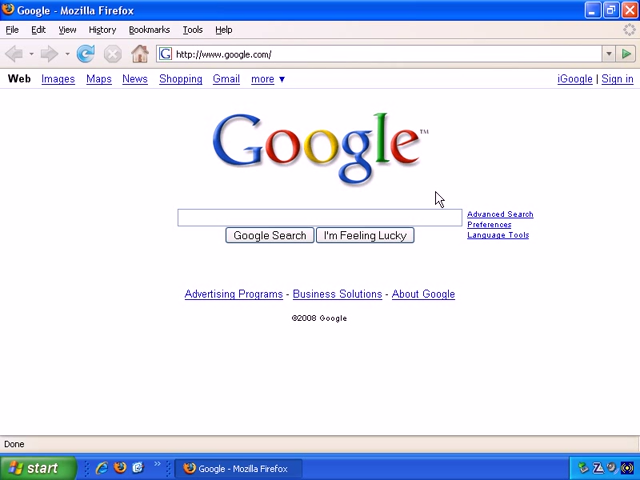 Google - Mozilla Firefox
File Edit View History Bookmarks Tools Help
http://www.google.com/
Web Images Maps News Shopping Gmail more ▼ iGoogle | Sign in
Google™
Advanced Search
Preferences
Language Tools
Google Search I'm Feeling Lucky
Advertising Programs - Business Solutions - About Google
©2008 Google
Done
start Google - Mozilla Firefox